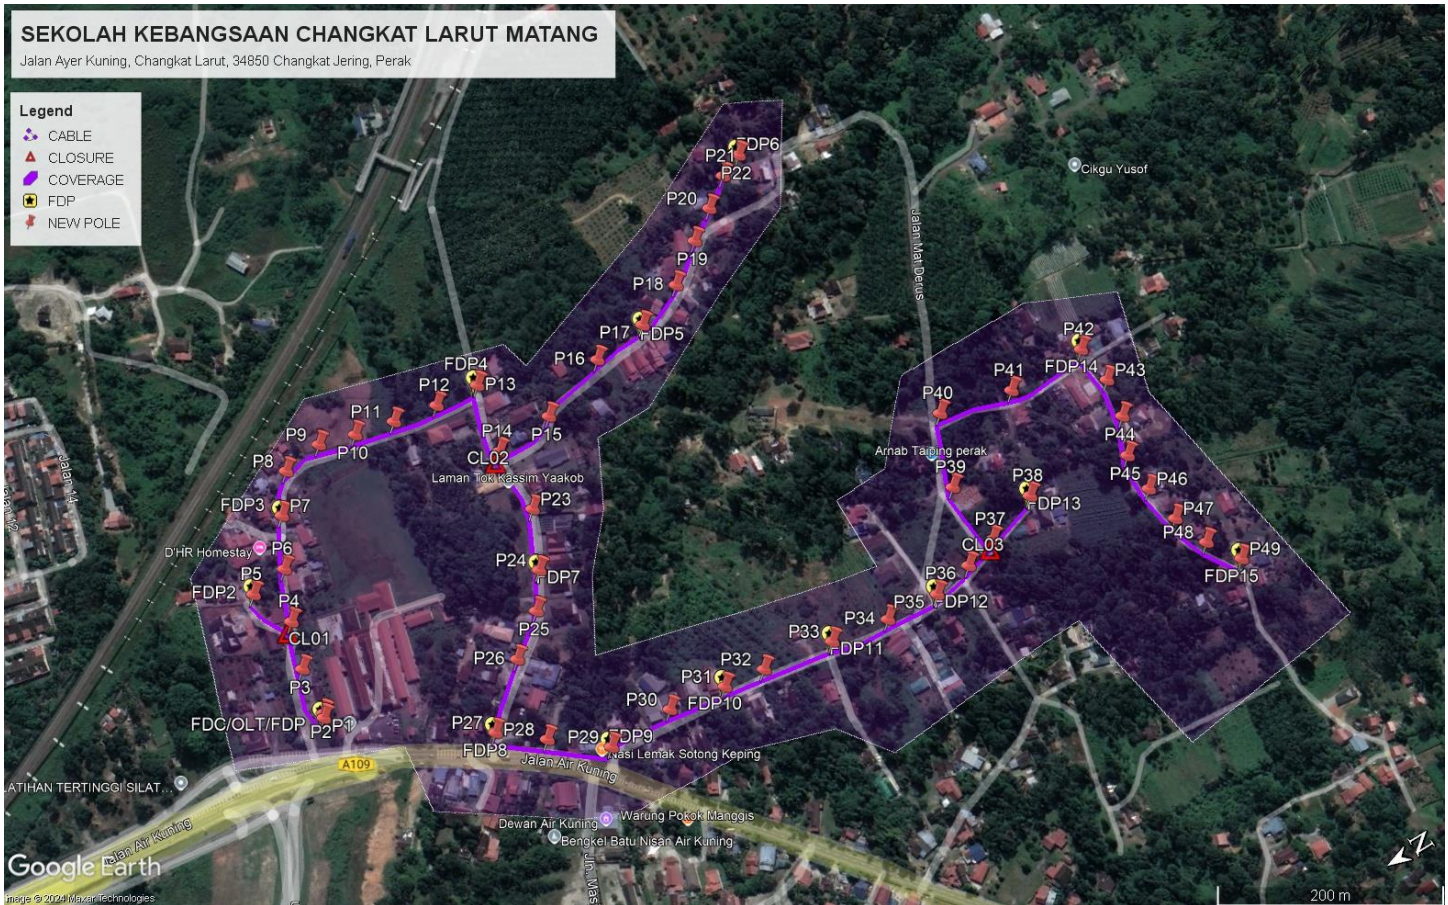 SEKOLAH KEBANGSAAN CHANGKAT LARUT MATANG
Jalan Ayer Kuning, Changkat Larut, 34850 Changkat Jering, Perak
Legend
CABLE
CLOSURE
COVERAGE
FDP
NEW POLE
FDP6
P21
P22
P20
Cikgu Yusof
Jalan Mat Derus
P19
P18
P17
FDP5
P16
P42
FDP14
P43
P41
FDP4
P13
P12
P40
P11
P9
P10
P14
P15
P44
P8
CL02
Laman Tok Kassim Yaakob
Arnab Taiping perak
P45
P39
P38
P46
Jalan 14
FDP3
P7
P23
FDP13
P47
P37
P48
D'HR Homestay
P6
CL03
P49
P24
FDP7
FDP15
P5
FDP2
P36
FDP12
P4
P35
P34
CL01
P25
P33
FDP11
P26
P32
P3
P31
FDP10
P30
FDC/OLT/FDP
P1
P2
P27
P28
P29
FDP9
FDP8
Nasi Lemak Sotong Keping
Jalan Air Kuning
A109
LATIHAN TERTINGGI SILAT...
Dewan Air Kuning
Warung Pokok Manggis
Bengkel Batu Nisan Air Kuning
Jalan Air Kuning
Jln. Mas
Google Earth
Image © 2024 Maxar Technologies
N
200 m